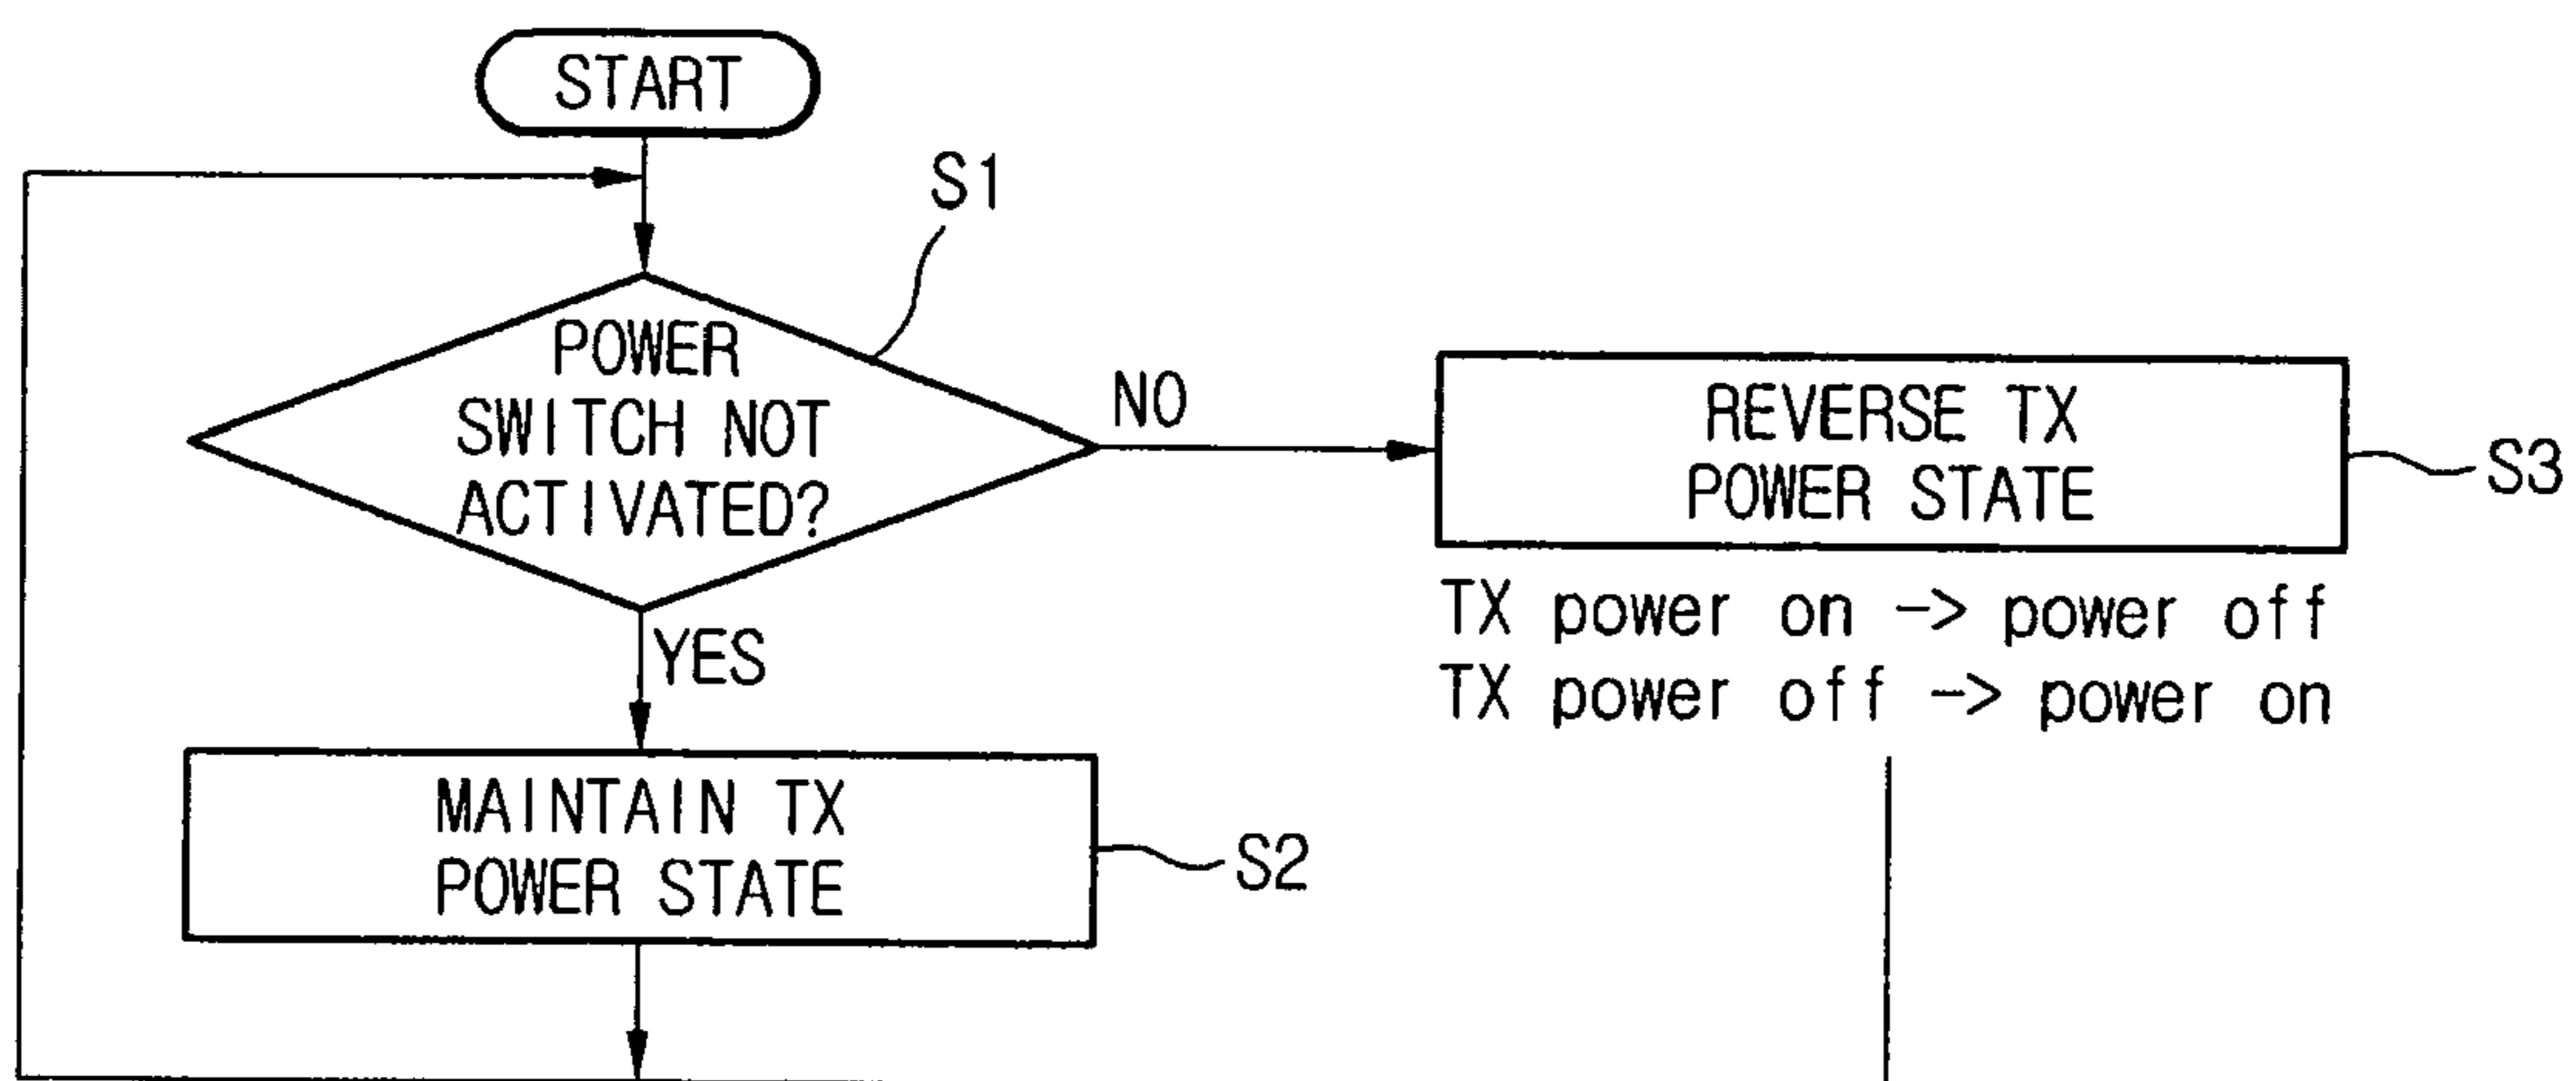 START
S1
POWER
SWITCH NOT
ACTIVATED?
NO
REVERSE TX
POWER STATE
S3
TX power on -> power off
TX power off -> power on
YES
MAINTAIN TX
POWER STATE
S2